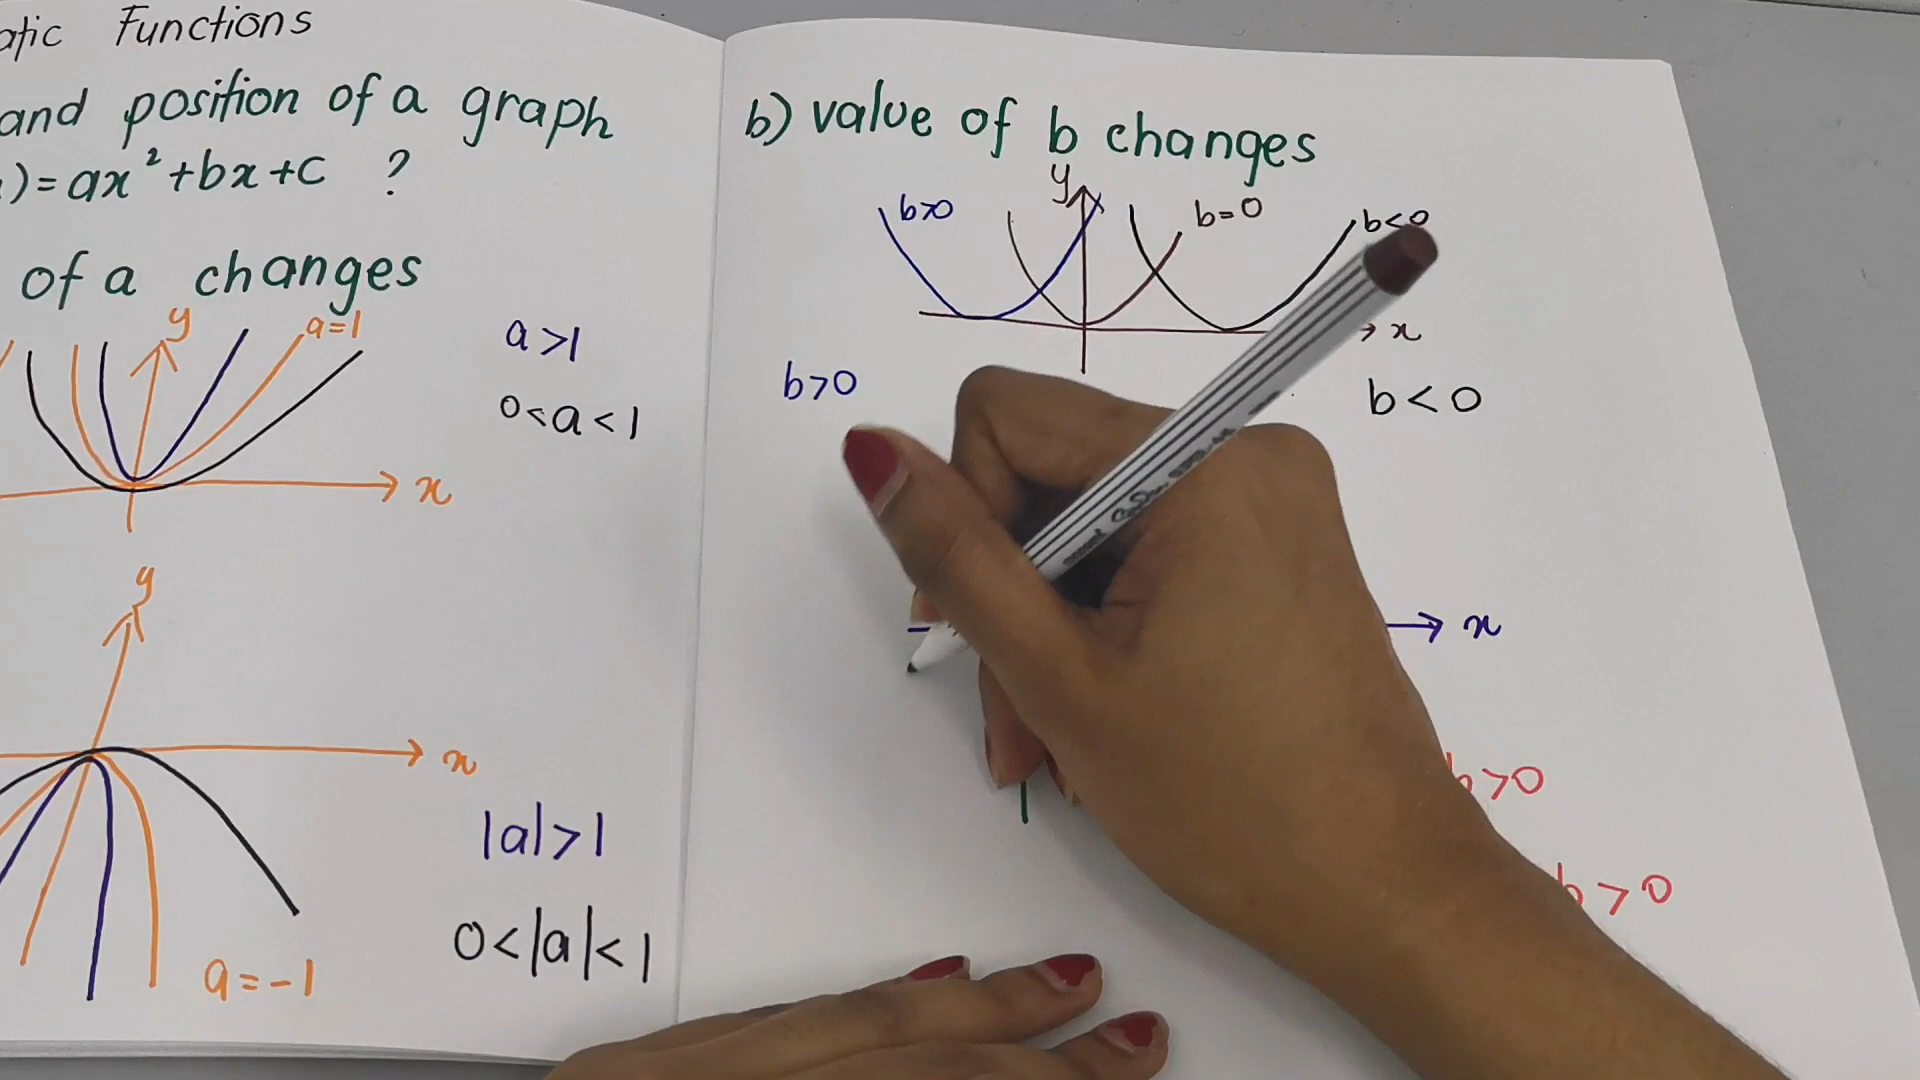 Functions
and position of a graph
)=ax²+bx+c ?
of a changes
y
a=1
a>1
0<a<1
x
y
x
|a|>1
0<|a|<1
a=-1
b) value of b changes
y
b>0
b=0
b<0
x
b>0
b<0
x
b>0
b>0